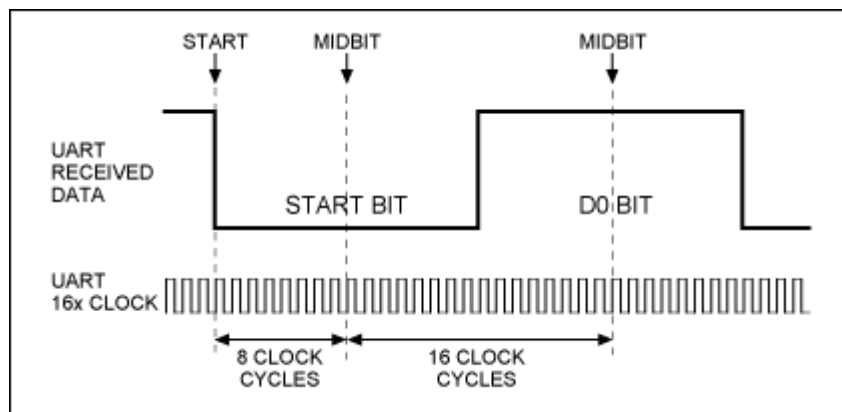 START
MIDBIT
MIDBIT
UART
RECEIVED
DATA
START BIT
D0 BIT
UART
16x CLOCK
8 CLOCK
CYCLES
16 CLOCK
CYCLES